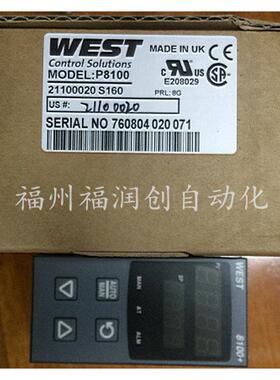 WEST
Control Solutions
MADE IN UK
MODEL:P8100
E208029
21100020 S160
PRL: 8G
US #:
21100020
SERIAL NO 760804 020 071
福州福润创自动化
AUTO
MAN
MAN
AT
ALM
SP
PV
WEST
8100+